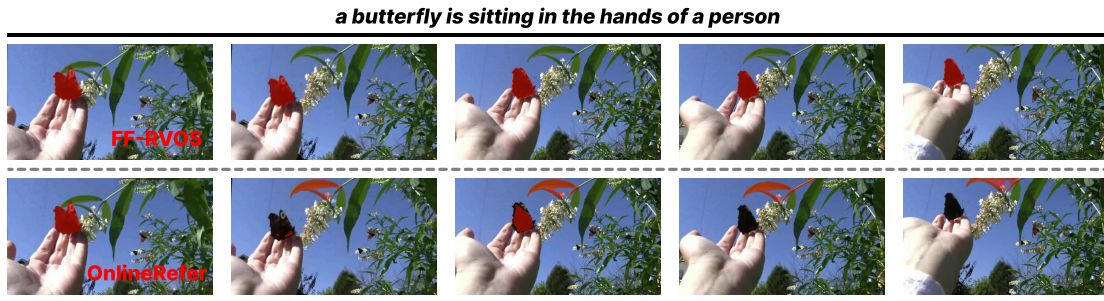 a butterfly is sitting in the hands of a person
FF-RVOS
OnlineRefer